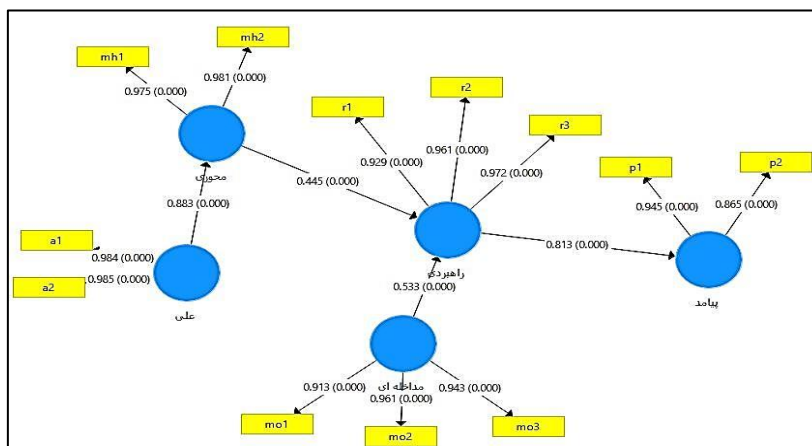 mh2
mh1
0.981 (0.000)
0.975 (0.000)
محوری
r2
r1
r3
0.961 (0.000)
0.929 (0.000)
0.972 (0.000)
0.445 (0.000)
p1
p2
0.945 (0.000)
0.865 (0.000)
0.883 (0.000)
a1
0.984 (0.000)
a2
0.985 (0.000)
علی
راهبردی
0.813 (0.000)
پیامد
0.533 (0.000)
مداخله ای
0.913 (0.000)
0.961 (0.000)
0.943 (0.000)
mo1
mo2
mo3